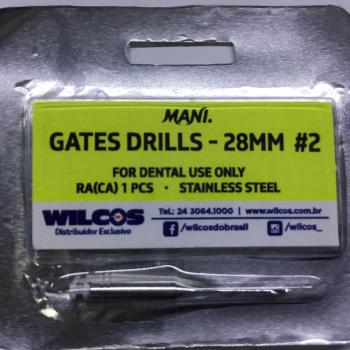 MANI.
GATES DRILLS - 28MM #2
FOR DENTAL USE ONLY
RA(CA) 1 PCS • STAINLESS STEEL
WILCOS
Distribuidor Exclusivo
TEL.: 24 3064.1000 | www.wilcos.com.br
/wilcosdobrasil
/wilcos_